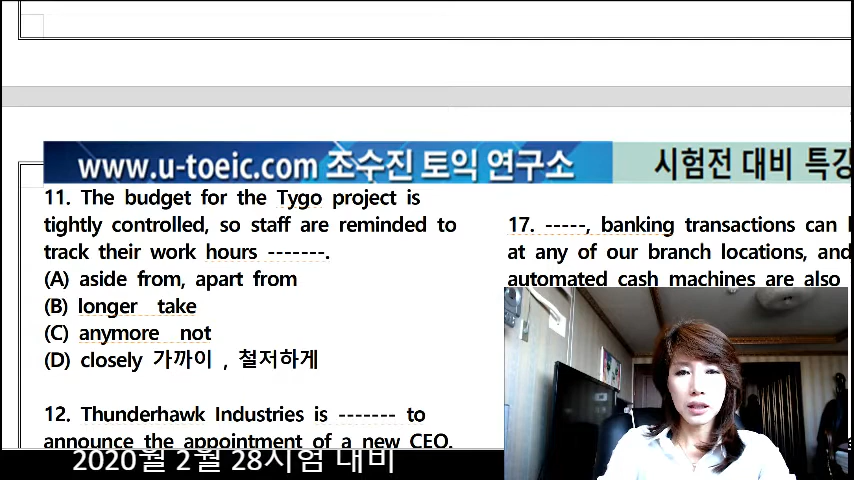 www.u-toeic.com 조수진 토익 연구소
시험전 대비 특강
11. The budget for the Tygo project is
tightly controlled, so staff are reminded to
track their work hours -------.
(A) aside from, apart from
(B) longer take
(C) anymore not
(D) closely 가까이 , 철저하게
12. Thunderhawk Industries is ------- to
announce the appointment of a new CEO.
17. -----, banking transactions can
at any of our branch locations, and
automated cash machines are also
2020월 2월 28시험 대비